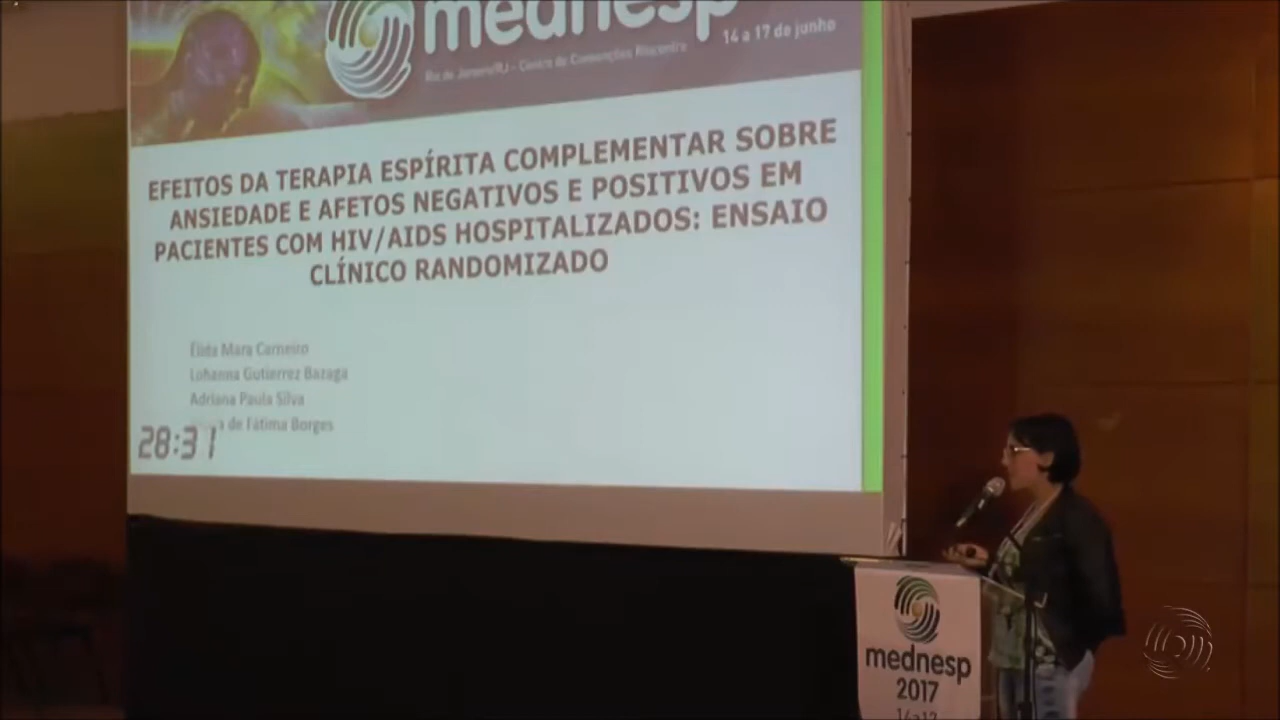 mednesp
14 a 17 de junho
Rio de Janeiro/RJ - Centro de Convenções Riocentro
EFEITOS DA TERAPIA ESPÍRITA COMPLEMENTAR SOBRE
ANSIEDADE E AFETOS NEGATIVOS E POSITIVOS EM
PACIENTES COM HIV/AIDS HOSPITALIZADOS: ENSAIO
CLÍNICO RANDOMIZADO
Élida Mara Carneiro
Lohanna Gutierrez Bazaga
Adriana Paula Silva
de Fátima Borges
28:31
mednesp
2017
14 a 17